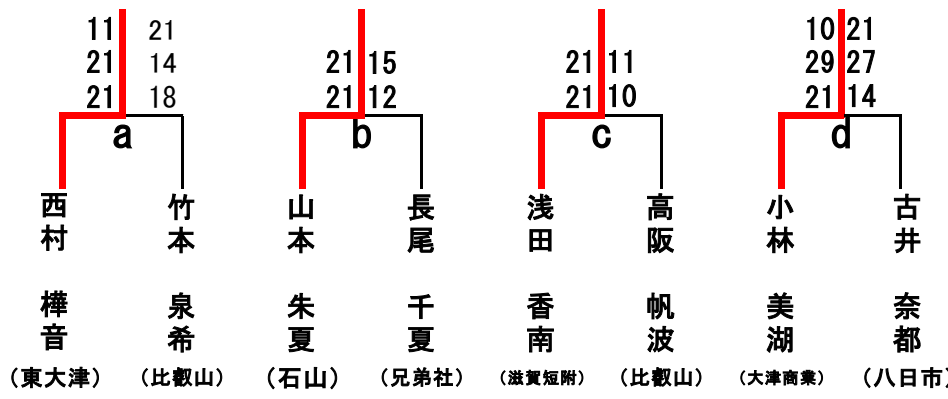 11 21 10 21
21 14 21 15 21 11 29 27
21 18 21 12 21 10 21 14
a b c d
西村 樺音 竹本 泉希 山本 朱夏 長尾 千夏 浅田 香南 高阪 帆波 小林 美湖 古井 奈都
（東大津） （比叡山） （石山） （兄弟社） （滋賀短附） （比叡山） （大津商業） （八日市）